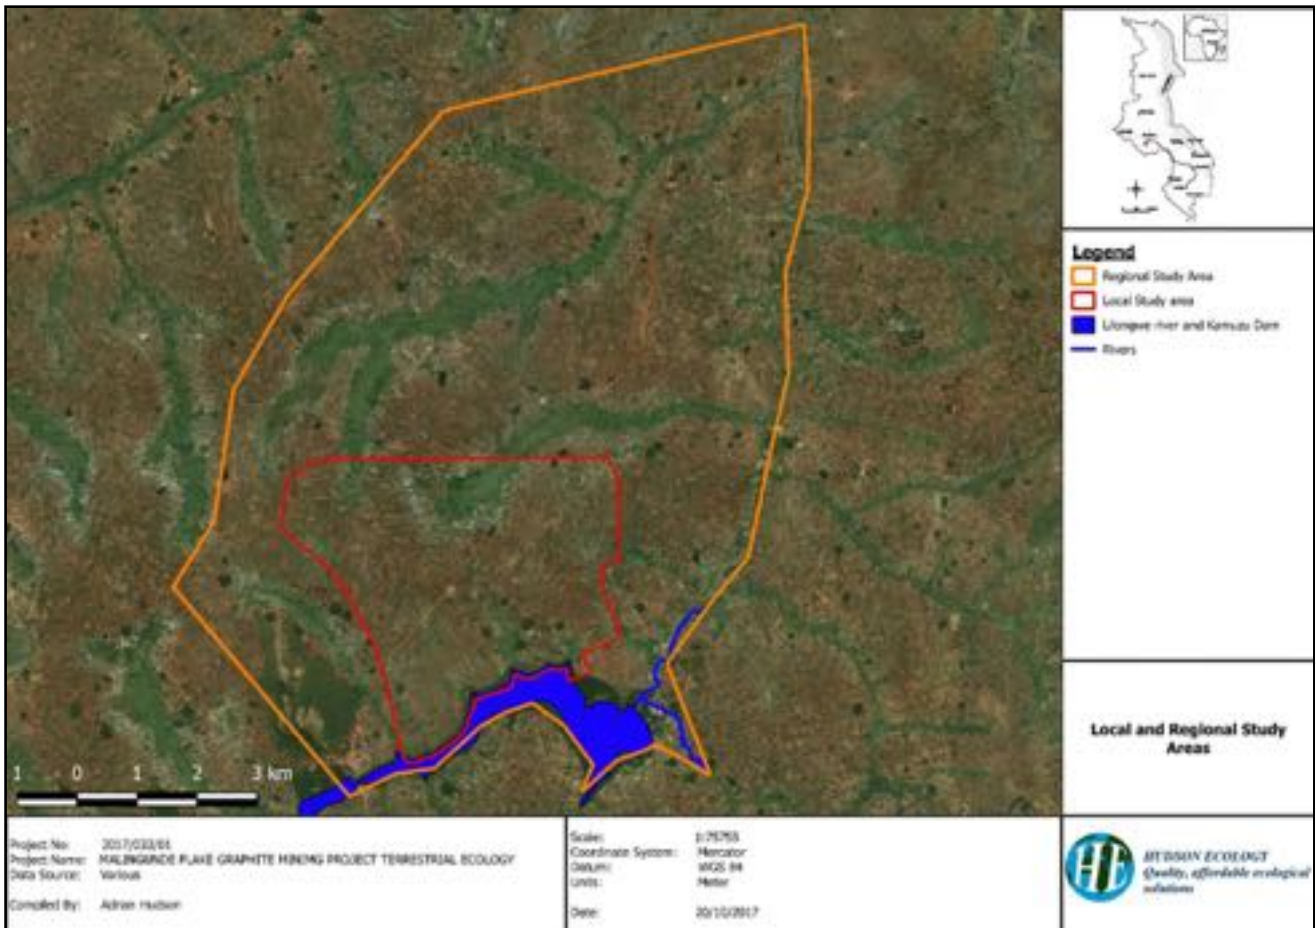 Legend
Regional Study Area
Local Study area
Lilongwe river and Kamuzu Dam
Rivers
1 0 1 2 3 km
Local and Regional Study
Areas
Project No:
Project Name: MALINGUNDE FLAKE GRAPHITE MINING PROJECT TERRESTRIAL ECOLOGY
Data Source: Various
Compiled By: Adrian Hudson
Scale: 1:75755
Coordinate System: Mercator
Datum: WGS 84
Units: Meter
Date: 20/10/2017
HE
HUDSON ECOLOGY
Quality, affordable ecological
solutions